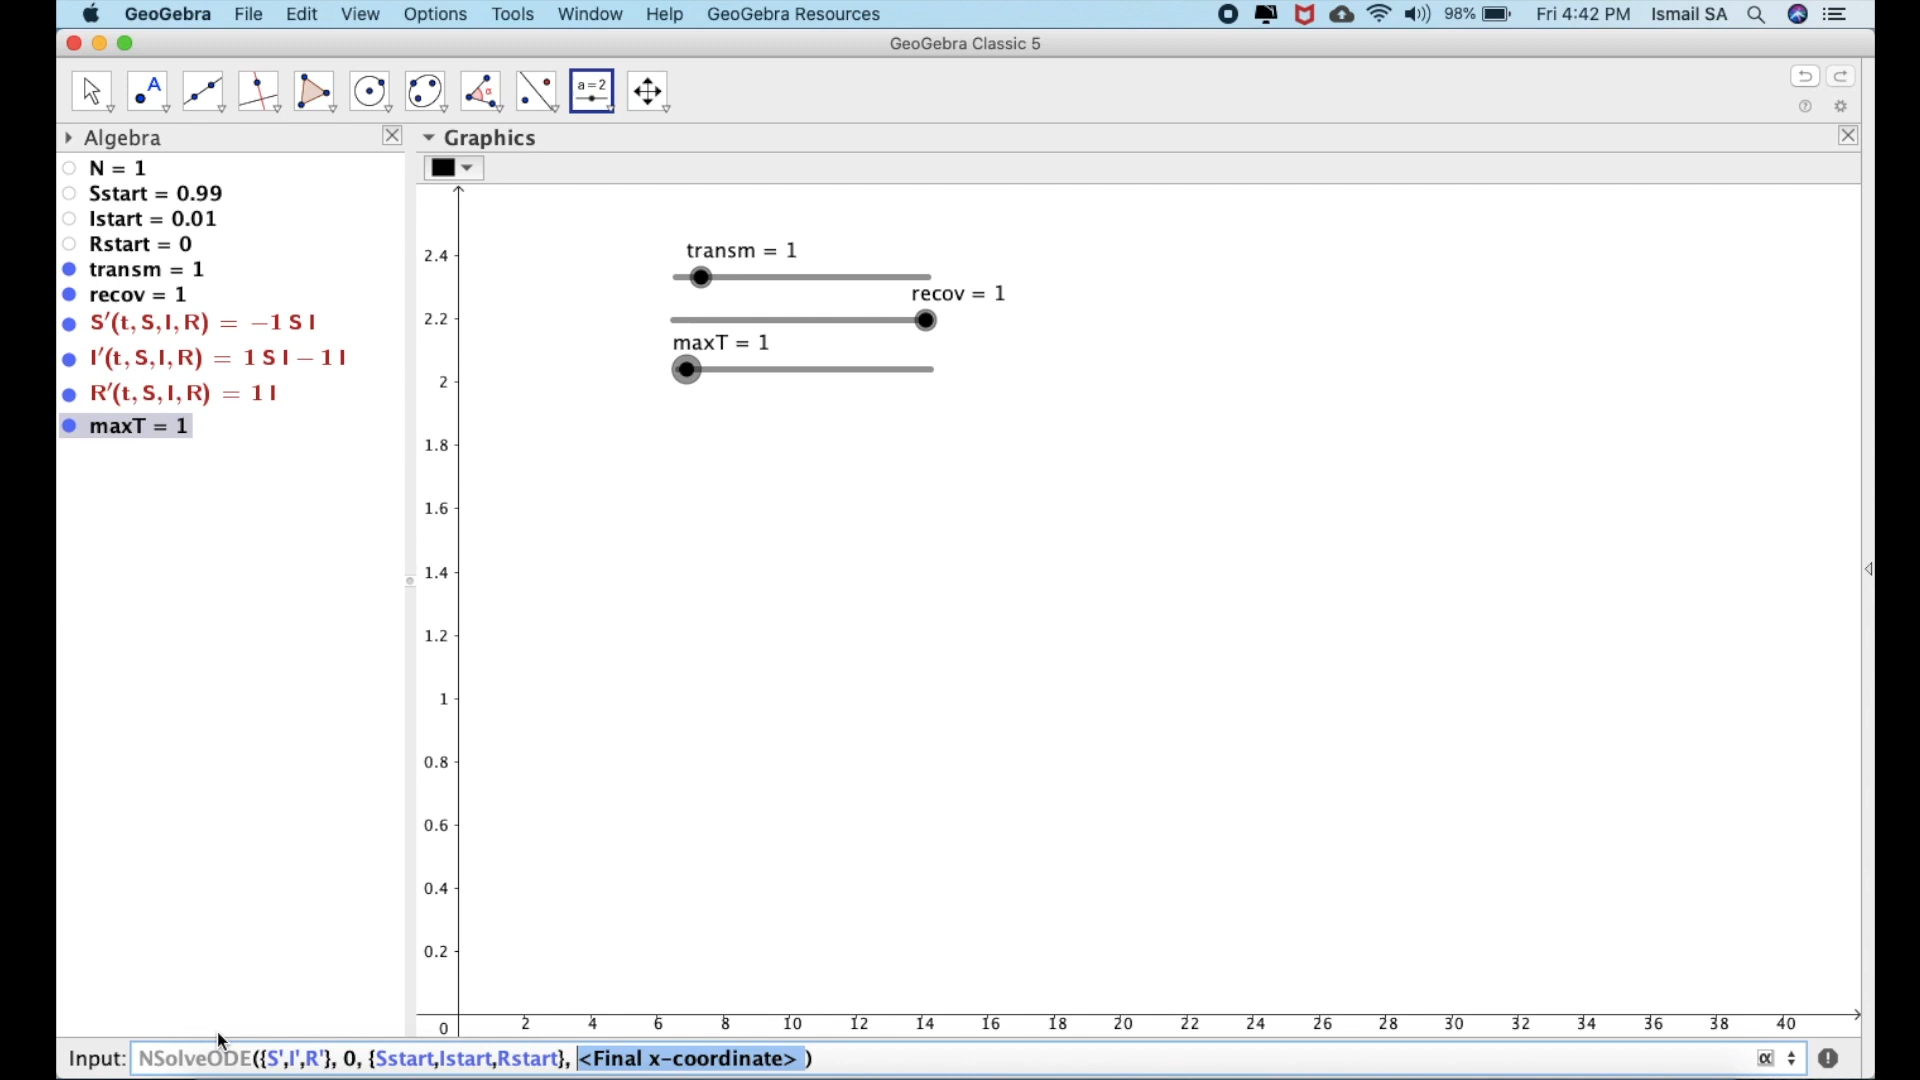 GeoGebra File Edit View Options Tools Window Help GeoGebra Resources 98% Fri 4:42 PM Ismail SA
GeoGebra Classic 5
A α a=2
Algebra
Graphics
N = 1
Sstart = 0.99
Istart = 0.01
Rstart = 0
transm = 1
recov = 1
S′(t, S, I, R) = −1 S I
I′(t, S, I, R) = 1 S I − 1 I
R′(t, S, I, R) = 1 I
maxT = 1
transm = 1
recov = 1
maxT = 1
2.4
2.2
2
1.8
1.6
1.4
1.2
1
0.8
0.6
0.4
0.2
0 2 4 6 8 10 12 14 16 18 20 22 24 26 28 30 32 34 36 38 40
Input: NSolveODE({S',I',R'}, 0, {Sstart,Istart,Rstart}, <Final x-coordinate> ) α